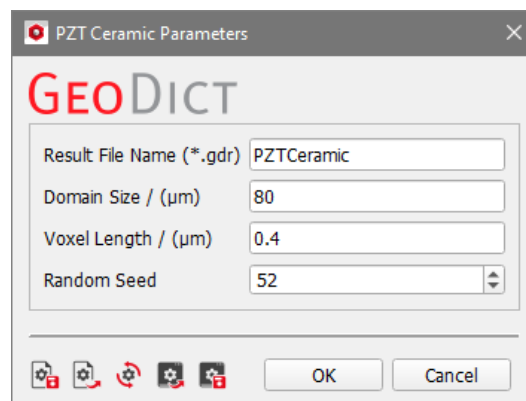 PZT Ceramic Parameters
GEODICT
Result File Name (*.gdr) PZTCeramic
Domain Size / (µm) 80
Voxel Length / (µm) 0.4
Random Seed 52
OK Cancel